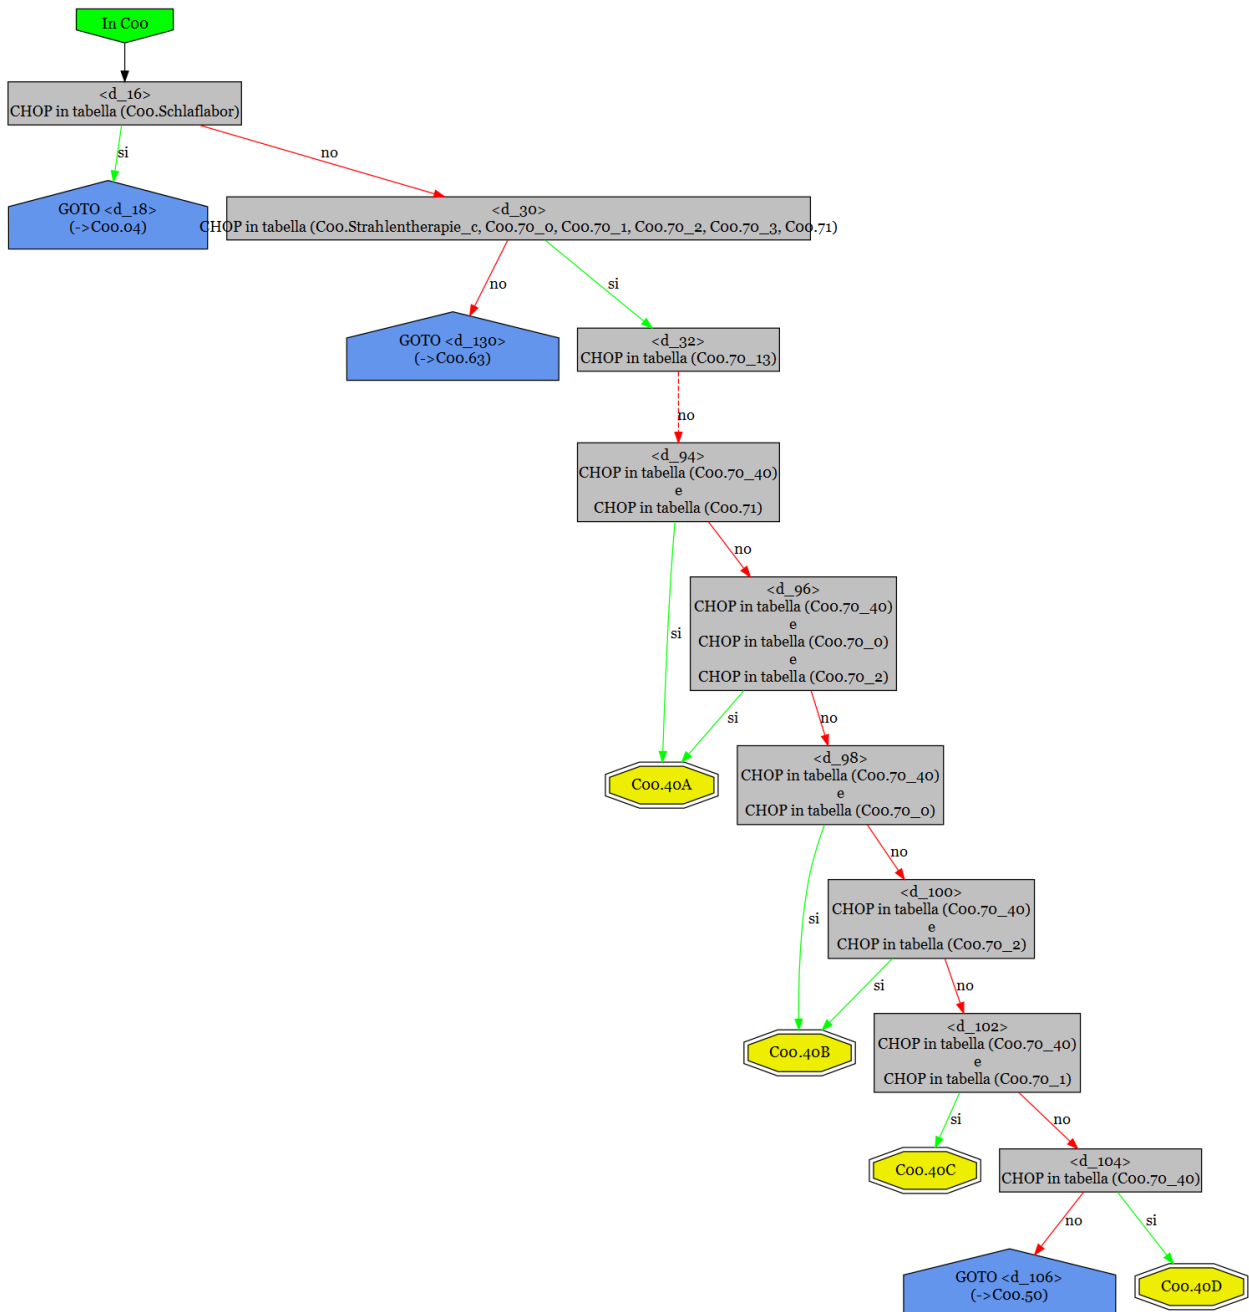 In C00
<d_16>
CHOP in tabella (C00.Schlaflabor)
si
no
GOTO <d_18>
(->C00.04)
<d_30>
CHOP in tabella (C00.Strahlentherapie_c, C00.70_0, C00.70_1, C00.70_2, C00.70_3, C00.71)
no
si
GOTO <d_130>
(->C00.63)
<d_32>
CHOP in tabella (C00.70_13)
no
<d_94>
CHOP in tabella (C00.70_40)
e
CHOP in tabella (C00.71)
no
si
<d_96>
CHOP in tabella (C00.70_40)
e
CHOP in tabella (C00.70_0)
e
CHOP in tabella (C00.70_2)
si
no
C00.40A
<d_98>
CHOP in tabella (C00.70_40)
e
CHOP in tabella (C00.70_0)
no
si
<d_100>
CHOP in tabella (C00.70_40)
e
CHOP in tabella (C00.70_2)
si
no
C00.40B
<d_102>
CHOP in tabella (C00.70_40)
e
CHOP in tabella (C00.70_1)
si
no
C00.40C
<d_104>
CHOP in tabella (C00.70_40)
no
si
GOTO <d_106>
(->C00.50)
C00.40D